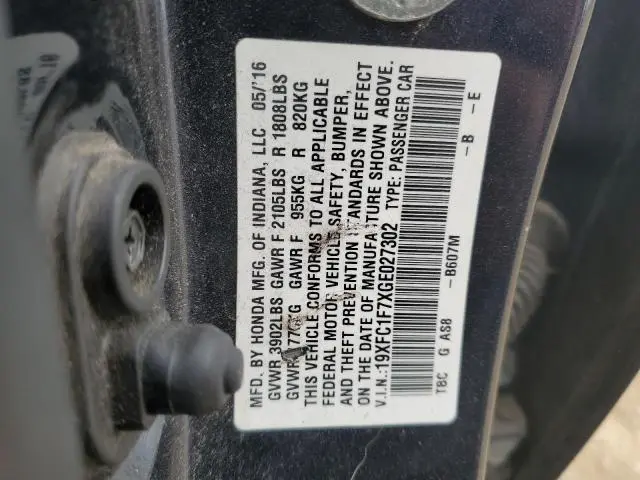 MFD. BY HONDA MFG. OF INDIANA, LLC 05/'16
GVWR 3902LBS GAWR F 2105LBS R 1808LBS
GVWR KG GAWR F 955KG R 820KG
THIS VEHICLE CONFORMS TO ALL APPLICABLE
FEDERAL MOTOR VEHICLE SAFETY, BUMPER,
AND THEFT PREVENTION STANDARDS IN EFFECT
ON THE DATE OF MANUFACTURE SHOWN ABOVE.
V.I.N.:19XFC1F7XGE027302 TYPE: PASSENGER CAR
TBC G AS8 -B607M -B -E